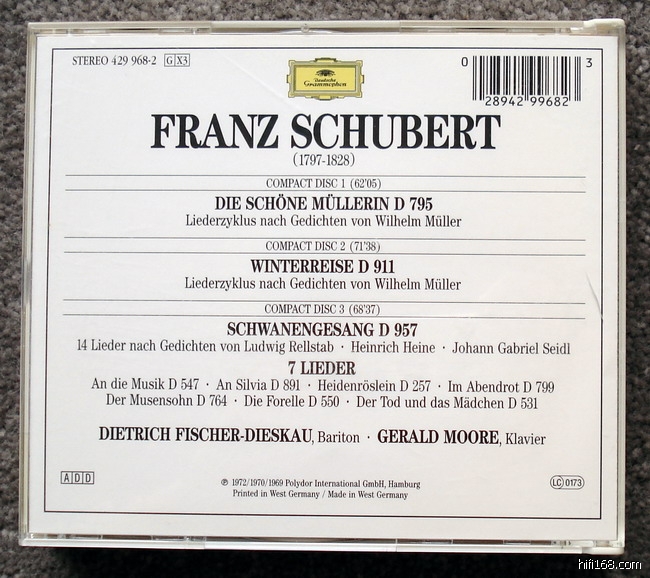 STEREO 429 968-2 G X3
Deutsche
Grammophon
0 28942 99682 3
FRANZ SCHUBERT
(1797-1828)
COMPACT DISC 1 (62'05)
DIE SCHÖNE MÜLLERIN D 795
Liederzyklus nach Gedichten von Wilhelm Müller
COMPACT DISC 2 (71'38)
WINTERREISE D 911
Liederzyklus nach Gedichten von Wilhelm Müller
COMPACT DISC 3 (68'37)
SCHWANENGESANG D 957
14 Lieder nach Gedichten von Ludwig Rellstab · Heinrich Heine · Johann Gabriel Seidl
7 LIEDER
An die Musik D 547 · An Silvia D 891 · Heidenröslein D 257 · Im Abendrot D 799
Der Musensohn D 764 · Die Forelle D 550 · Der Tod und das Mädchen D 531
DIETRICH FISCHER-DIESKAU, Bariton · GERALD MOORE, Klavier
ADD
℗ 1972/1970/1969 Polydor International GmbH, Hamburg
Printed in West Germany / Made in West Germany
LC 0173
hifi168.com